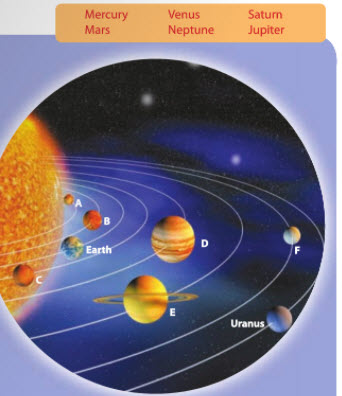 Mercury Venus Saturn
Mars Neptune Jupiter
A
B
Earth
D
F
C
E
Uranus